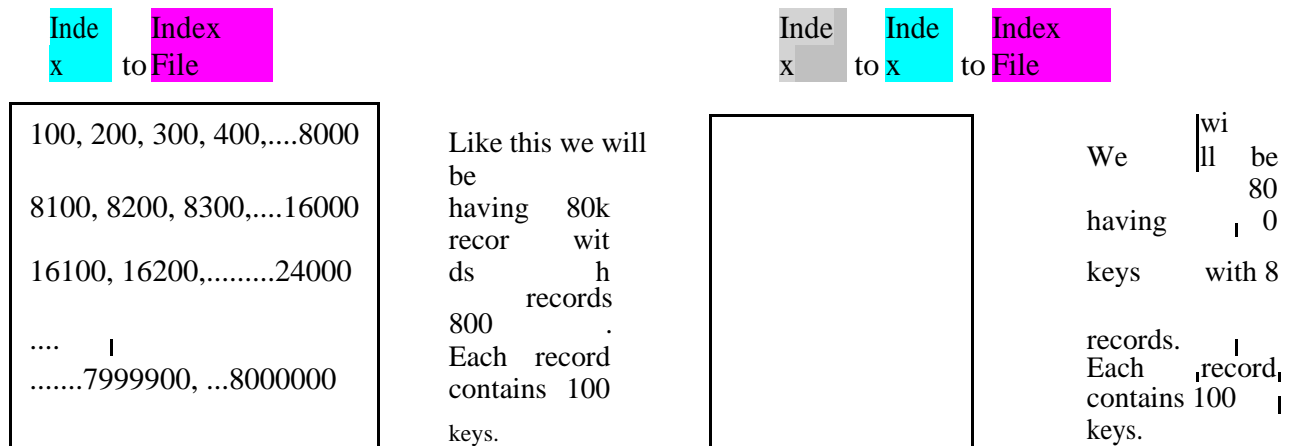 Inde
x to
Index
File
100, 200, 300, 400,....8000
8100, 8200, 8300,....16000
16100, 16200,.........24000
....
.......7999900, ...8000000
Like this we will
be
having 80k
recor wit
ds h
records
800 .
Each record
contains 100
keys.
Inde
x to
Inde
x to
Index
File
We wi
ll be
80
having 0
keys with 8
records.
Each record
contains 100
keys.